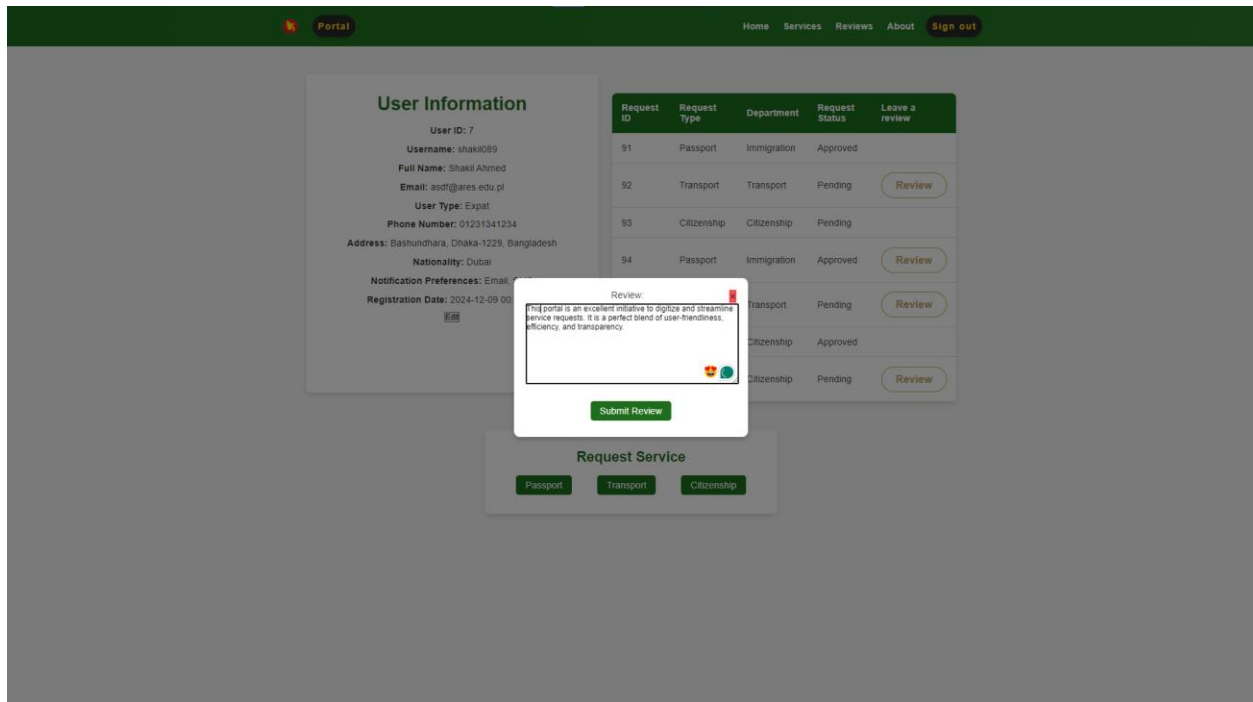 Portal
Home Services Reviews About Sign out
User Information
User ID: 7
Username: shakil089
Full Name: Shakil Ahmed
Email: asdf@ares.edu.pl
User Type: Expat
Phone Number: 01231341234
Address: Bashundhara, Dhaka-1229, Bangladesh
Nationality: Dubai
Notification Preferences: Email,
Registration Date: 2024-12-09 00:
Edit
Request ID Request Type Department Request Status Leave a review
91 Passport Immigration Approved
92 Transport Transport Pending Review
93 Citizenship Citizenship Pending
94 Passport Immigration Approved Review
Transport Pending Review
Citizenship Approved
Citizenship Pending Review
Review:
This portal is an excellent initiative to digitize and streamline
service requests. It is a perfect blend of user-friendliness,
efficiency, and transparency.
Submit Review
Request Service
Passport Transport Citizenship